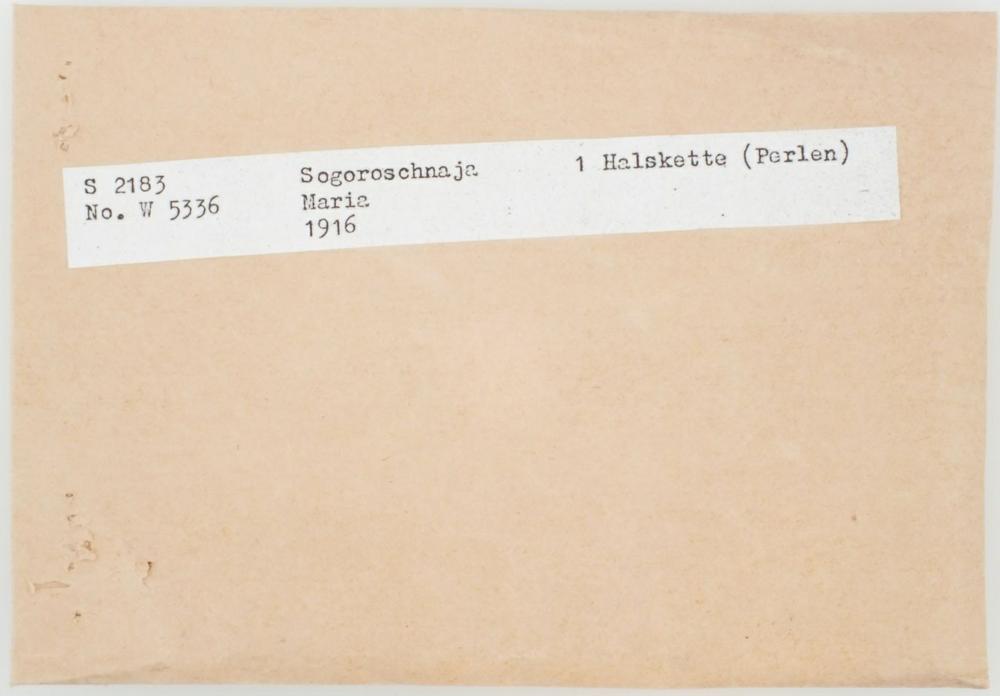 S 2183
No. W 5336
Sogoroschnaja
Maria
1916
1 Halskette (Perlen)